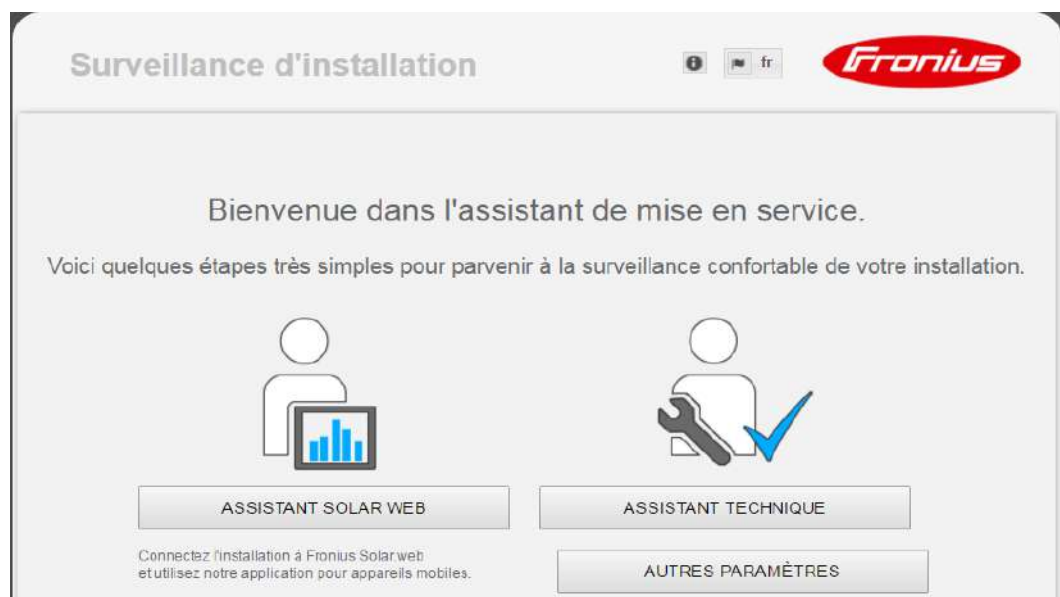 Surveillance d'installation
fr
Fronius
Bienvenue dans l'assistant de mise en service.
Voici quelques étapes très simples pour parvenir à la surveillance confortable de votre installation.
ASSISTANT SOLAR WEB
ASSISTANT TECHNIQUE
Connectez l'installation à Fronius Solar.web
et utilisez notre application pour appareils mobiles.
AUTRES PARAMÈTRES